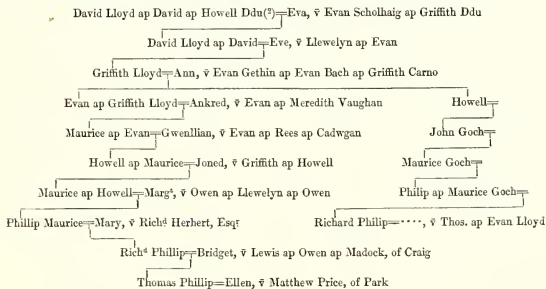 David Lloyd ap David ap Howell Ddu(²)=Eva, ṽ Evan Scholhaig ap Griffith Ddu
David Lloyd ap David=Eve, ṽ Llewelyn ap Evan
Griffith Lloyd=Ann, ṽ Evan Gethin ap Evan Bach ap Griffith Carno
Evan ap Griffith Lloyd=Ankred, ṽ Evan ap Meredith Vaughan Howell=
Maurice ap Evan=Gwenllian, ṽ Evan ap Rees ap Cadwgan John Goch=
Howell ap Maurice=Joned, ṽ Griffith ap Howell Maurice Goch=
Maurice ap Howell=Margᵗ, ṽ Owen ap Llewelyn ap Owen Philip ap Maurice Goch=
Phillip Maurice=Mary, ṽ Richᵈ Herhert, Esqʳ Richard Philip=····, ṽ Thos. ap Evan Lloyd
Richᵈ Phillip=Bridget, ṽ Lewis ap Owen ap Madock, of Craig
Thomas Phillip=Ellen, ṽ Matthew Price, of Park